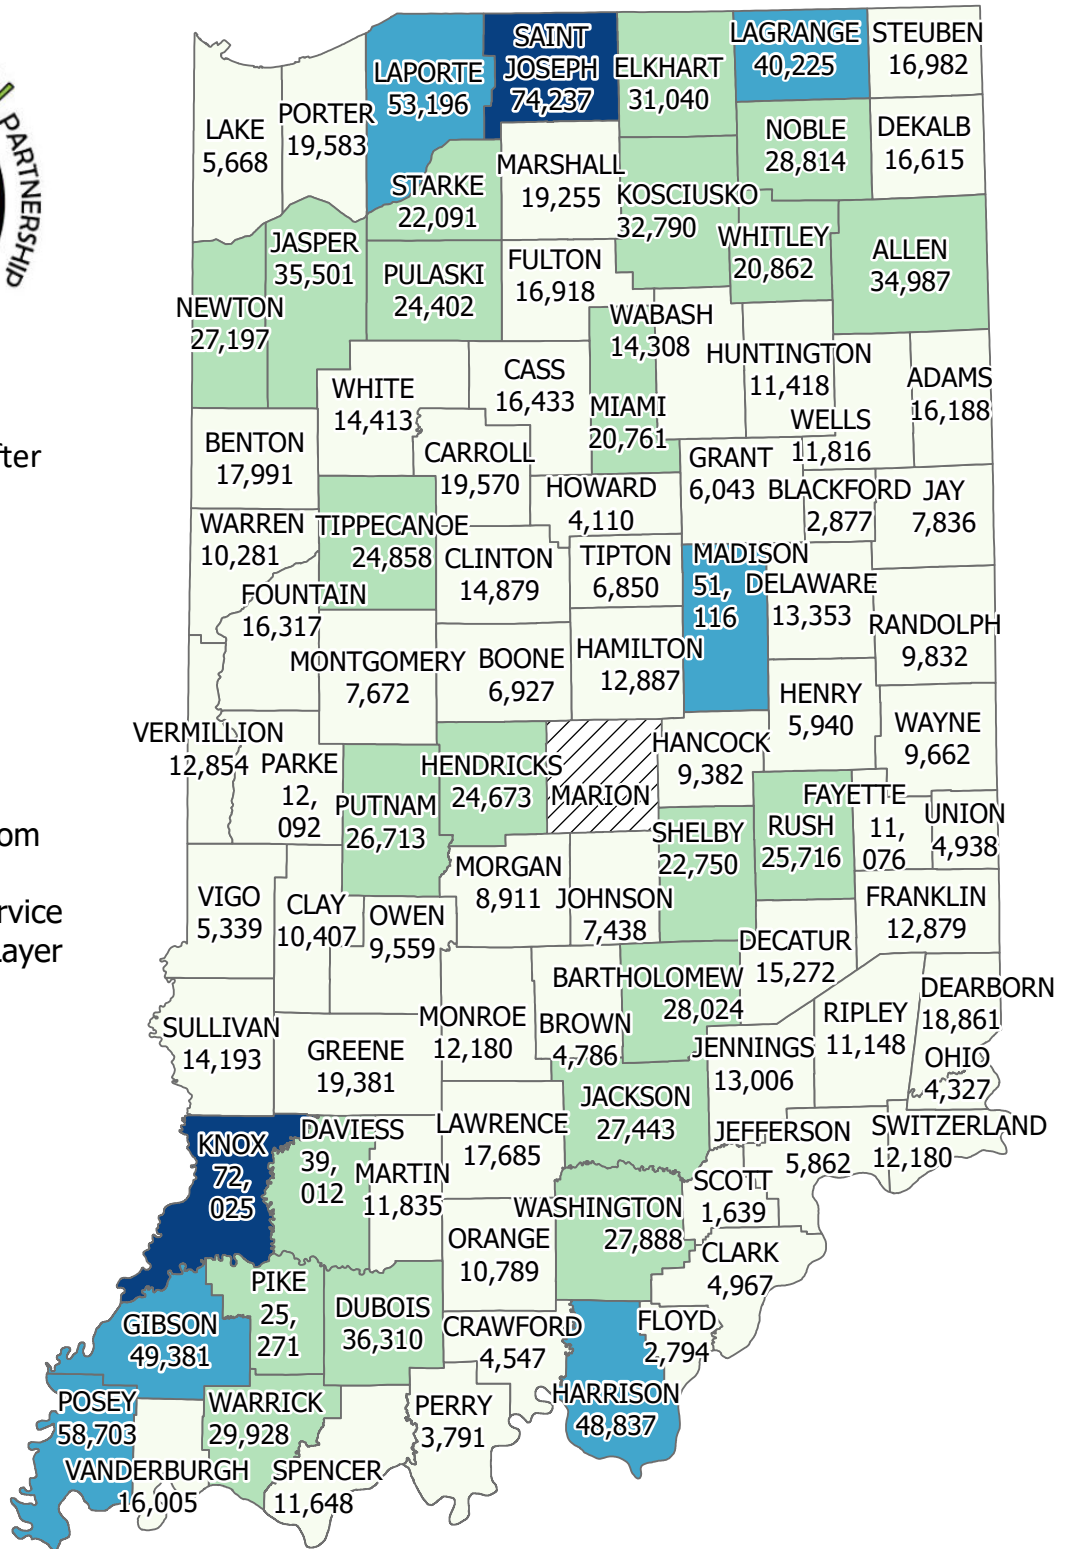 PARTNERSHIP
fter
om
rvice
Layer
SAINT
JOSEPH
74,237
LAPORTE
53,196
ELKHART
31,040
LAGRANGE
40,225
STEUBEN
16,982
LAKE
5,668
PORTER
19,583
NOBLE
28,814
DEKALB
16,615
MARSHALL
19,255
STARKE
22,091
KOSCIUSKO
32,790
WHITLEY
20,862
ALLEN
34,987
JASPER
35,501
PULASKI
24,402
FULTON
16,918
NEWTON
27,197
WABASH
14,308
HUNTINGTON
11,418
WHITE
14,413
CASS
16,433
MIAMI
20,761
WELLS
11,816
ADAMS
16,188
BENTON
17,991
CARROLL
19,570
GRANT
6,043
HOWARD
4,110
BLACKFORD
2,877
JAY
7,836
WARREN
10,281
TIPPECANOE
24,858
CLINTON
14,879
TIPTON
6,850
MADISON
51,
116
DELAWARE
13,353
FOUNTAIN
16,317
RANDOLPH
9,832
MONTGOMERY
7,672
BOONE
6,927
HAMILTON
12,887
HENRY
5,940
WAYNE
9,662
VERMILLION
12,854
PARKE
12,
092
PUTNAM
26,713
HENDRICKS
24,673
MARION
HANCOCK
9,382
SHELBY
22,750
RUSH
25,716
FAYETTE
11,
076
UNION
4,938
VIGO
5,339
CLAY
10,407
OWEN
9,559
MORGAN
8,911
JOHNSON
7,438
FRANKLIN
12,879
DECATUR
15,272
BARTHOLOMEW
28,024
SULLIVAN
14,193
GREENE
19,381
MONROE
12,180
BROWN
4,786
JENNINGS
13,006
RIPLEY
11,148
DEARBORN
18,861
OHIO
4,327
JACKSON
27,443
KNOX
72,
025
DAVIESS
39,
012
MARTIN
11,835
LAWRENCE
17,685
JEFFERSON
5,862
SWITZERLAND
12,180
SCOTT
1,639
WASHINGTON
27,888
ORANGE
10,789
CLARK
4,967
PIKE
25,
271
DUBOIS
36,310
GIBSON
49,381
CRAWFORD
4,547
FLOYD
2,794
HARRISON
48,837
POSEY
58,703
WARRICK
29,928
PERRY
3,791
VANDERBURGH
16,005
SPENCER
11,648